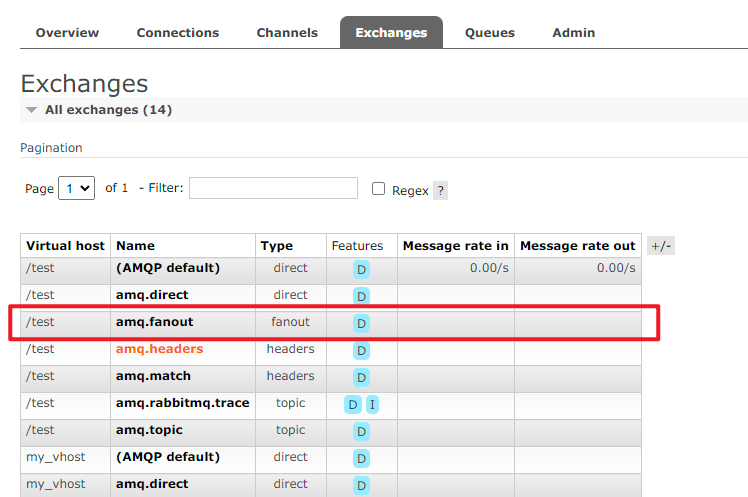 Overview Connections Channels Exchanges Queues Admin
Exchanges
All exchanges (14)
Pagination
Page 1 of 1 - Filter: Regex ?
Virtual host Name Type Features Message rate in Message rate out +/-
/test (AMQP default) direct D 0.00/s 0.00/s
/test amq.direct direct D
/test amq.fanout fanout D
/test amq.headers headers D
/test amq.match headers D
/test amq.rabbitmq.trace topic D I
/test amq.topic topic D
my_vhost (AMQP default) direct D
my_vhost amq.direct direct D